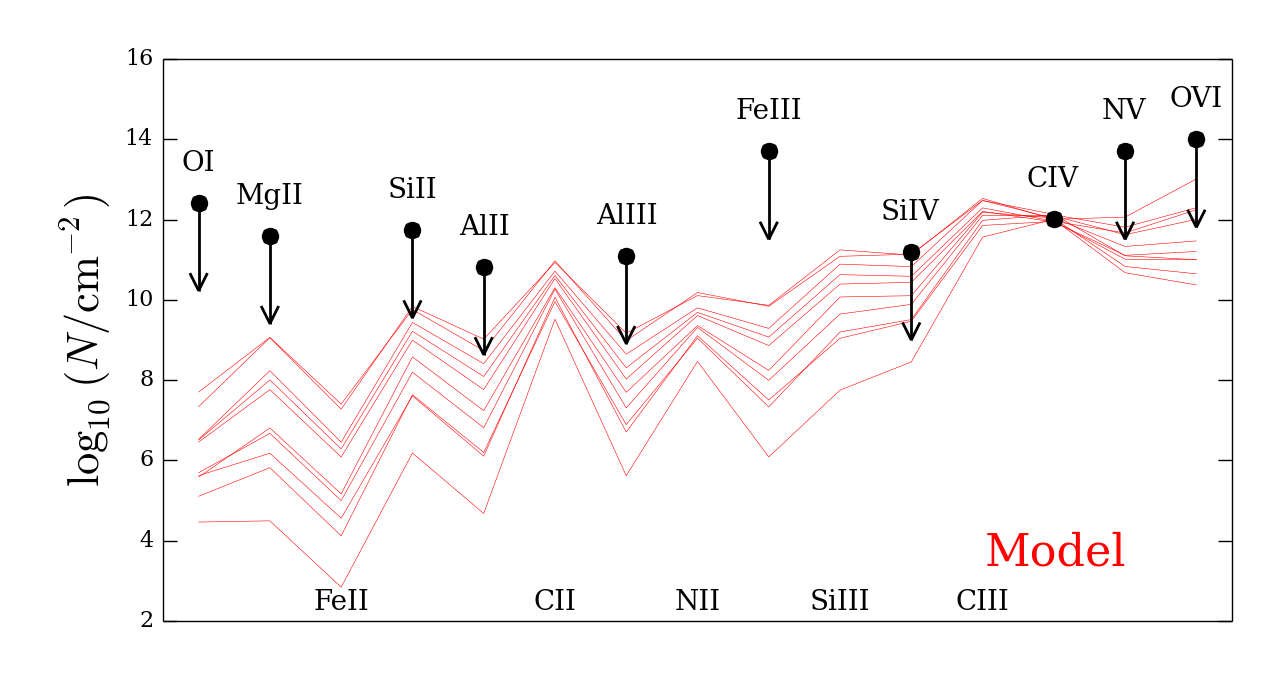 16
14
12
10
8
6
4
2
log₁₀ (N/cm⁻²)
OI
MgII
SiII
AlII
AlIII
FeIII
SiIV
CIV
NV
OVI
Model
FeII
CII
NII
SiIII
CIII